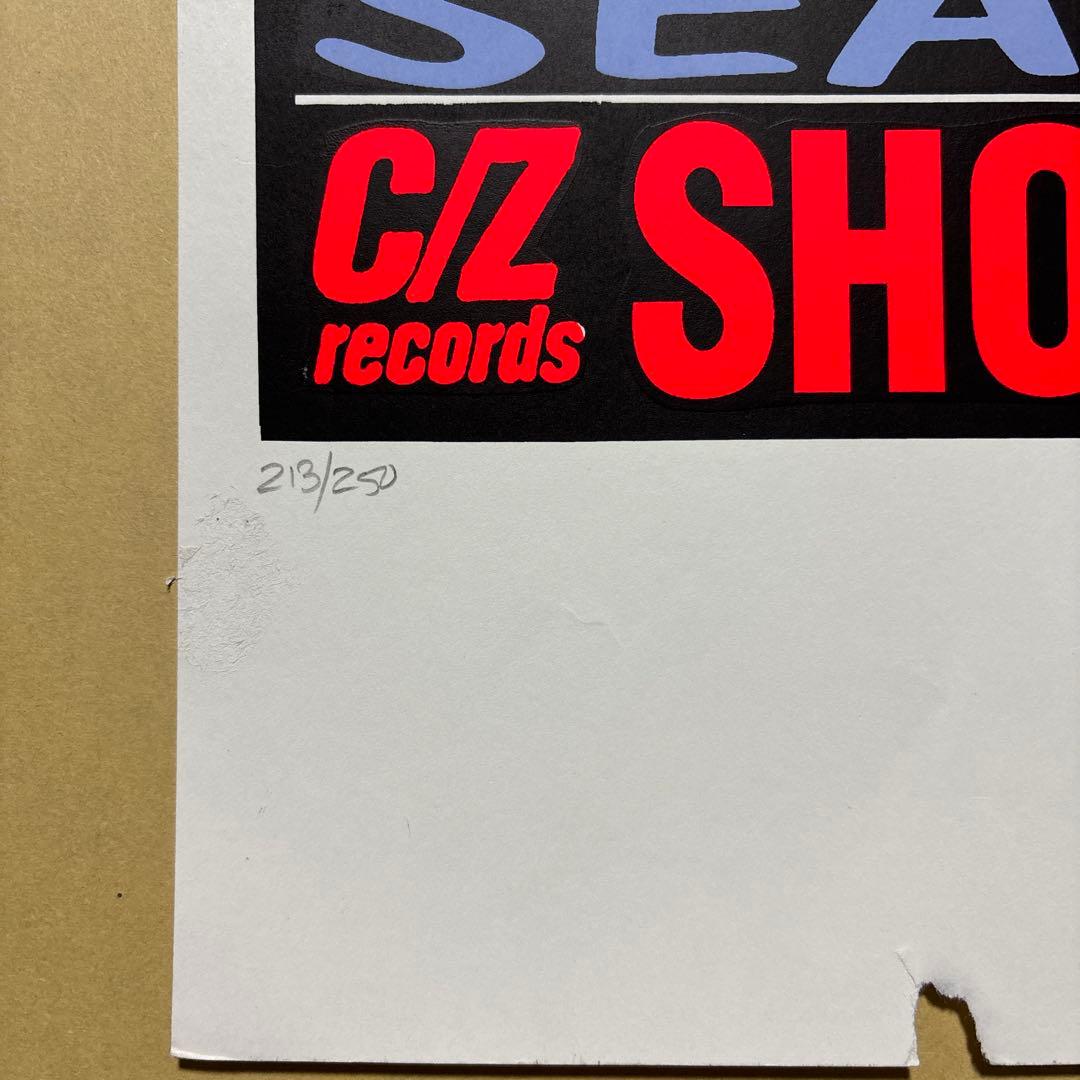 SEA
C/Z SHO
records
213/250